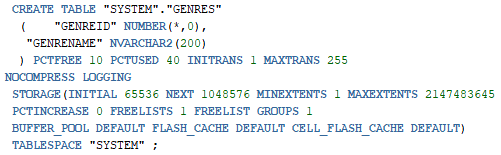 CREATE TABLE "SYSTEM"."GENRES"
( "GENREID" NUMBER(*,0),
"GENRENAME" NVARCHAR2(200)
) PCTFREE 10 PCTUSED 40 INITRANS 1 MAXTRANS 255
NOCOMPRESS LOGGING
STORAGE(INITIAL 65536 NEXT 1048576 MINEXTENTS 1 MAXEXTENTS 2147483645
PCTINCREASE 0 FREELISTS 1 FREELIST GROUPS 1
BUFFER_POOL DEFAULT FLASH_CACHE DEFAULT CELL_FLASH_CACHE DEFAULT)
TABLESPACE "SYSTEM" ;